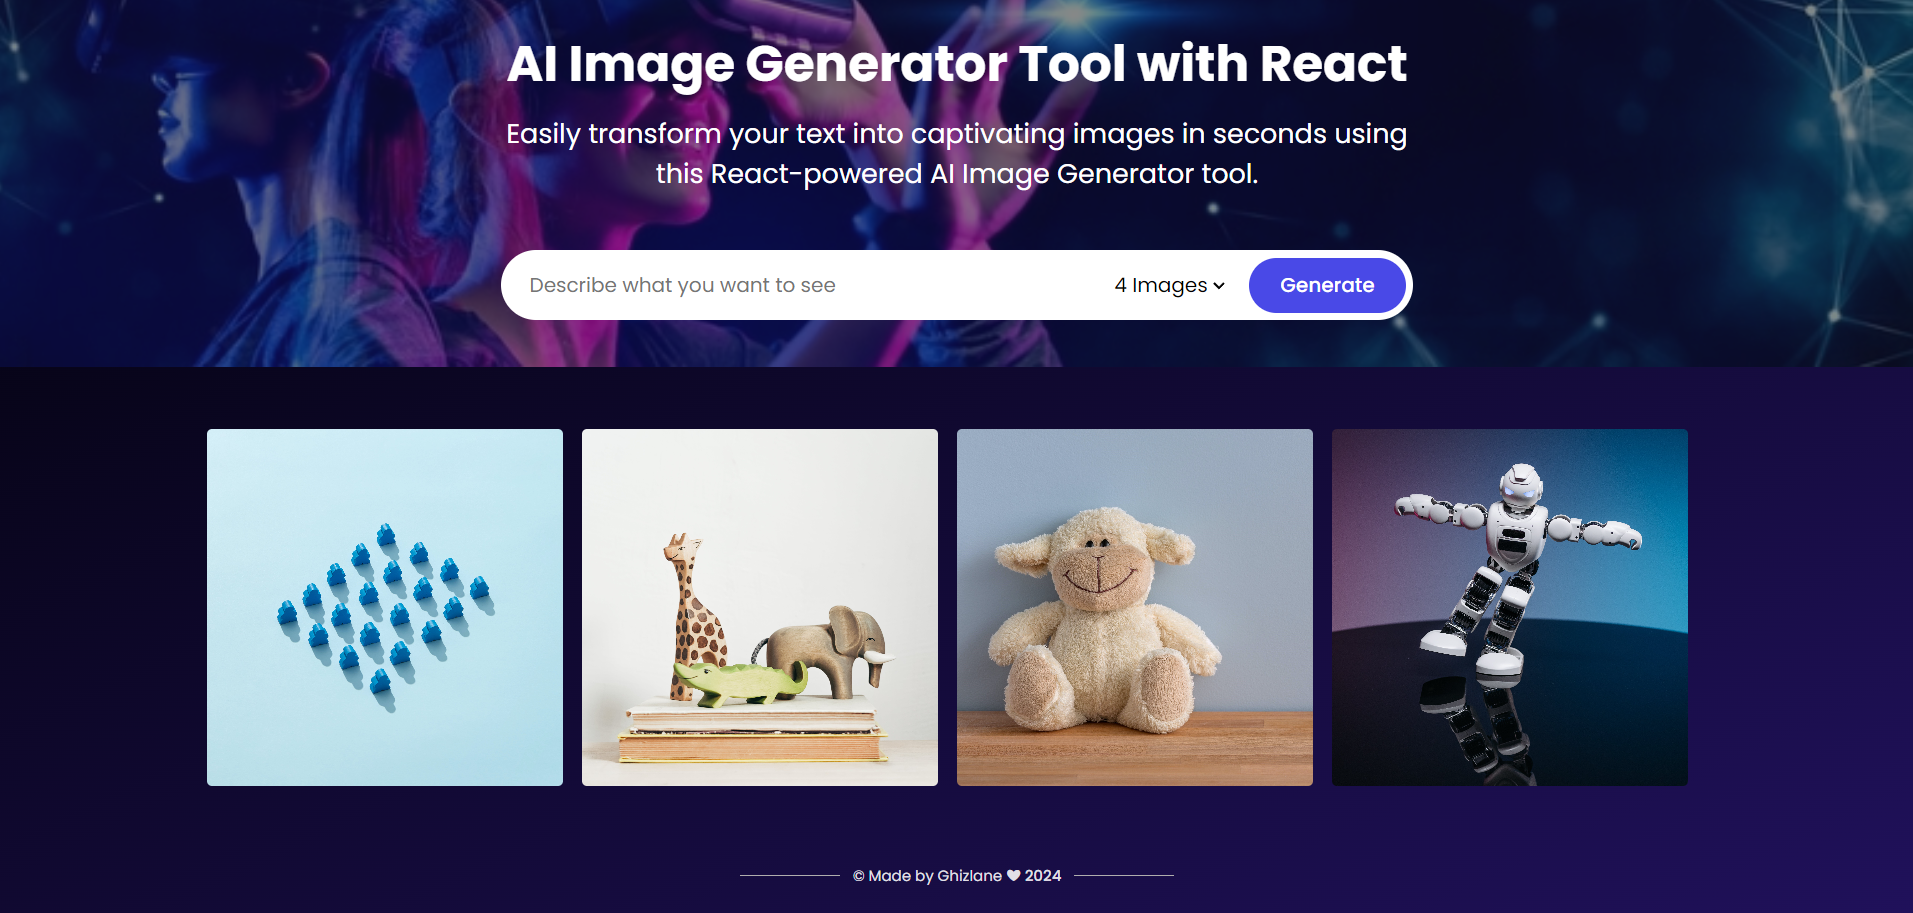 AI Image Generator Tool with React
Easily transform your text into captivating images in seconds using
this React-powered AI Image Generator tool.
Describe what you want to see
4 Images
Generate
© Made by Ghizlane 🖤 2024